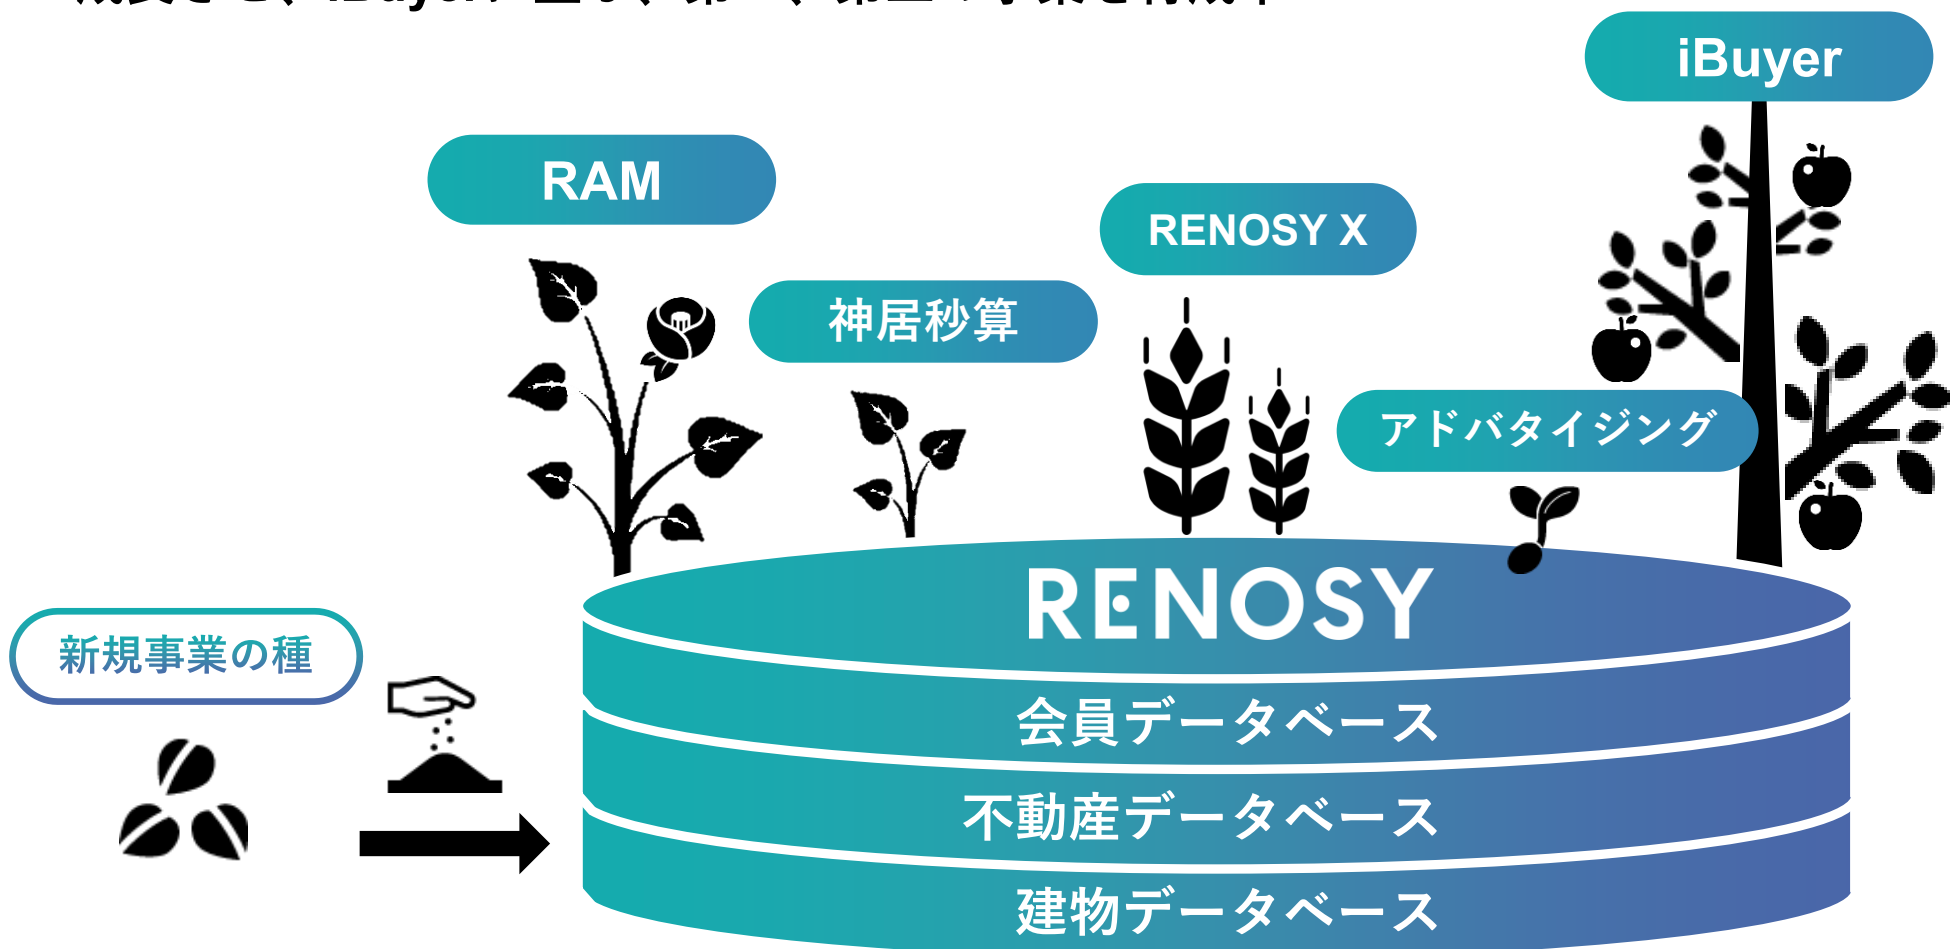 iBuyer
RAM
RENOSY X
神居秒算
アドバタイジング
RENOSY
新規事業の種
会員データベース
不動産データベース
建物データベース